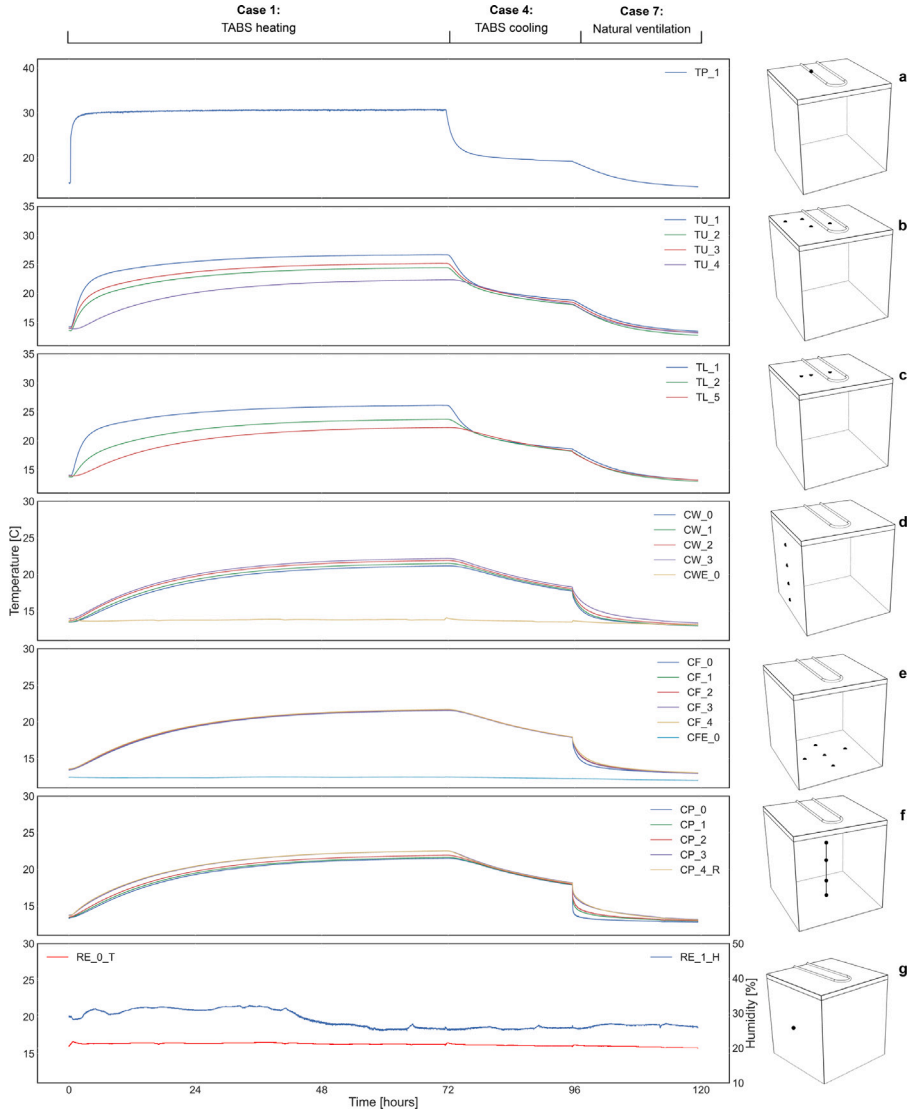 Case 1: Case 4: Case 7:
TABS heating TABS cooling Natural ventilation
40
30
20
TP_1
a
35
30
25
20
15
TU_1
TU_2
TU_3
TU_4
b
35
30
25
20
15
TL_1
TL_2
TL_5
c
Temperature [C]
30
25
20
15
CW_0
CW_1
CW_2
CW_3
CWE_0
d
30
25
20
15
CF_0
CF_1
CF_2
CF_3
CF_4
CFE_0
e
30
25
20
15
CP_0
CP_1
CP_2
CP_3
CP_4_R
f
30
25
20
15
RE_0_T RE_1_H
50
40
30
20
10
Humidity [%]
g
0 24 48 72 96 120
Time [hours]